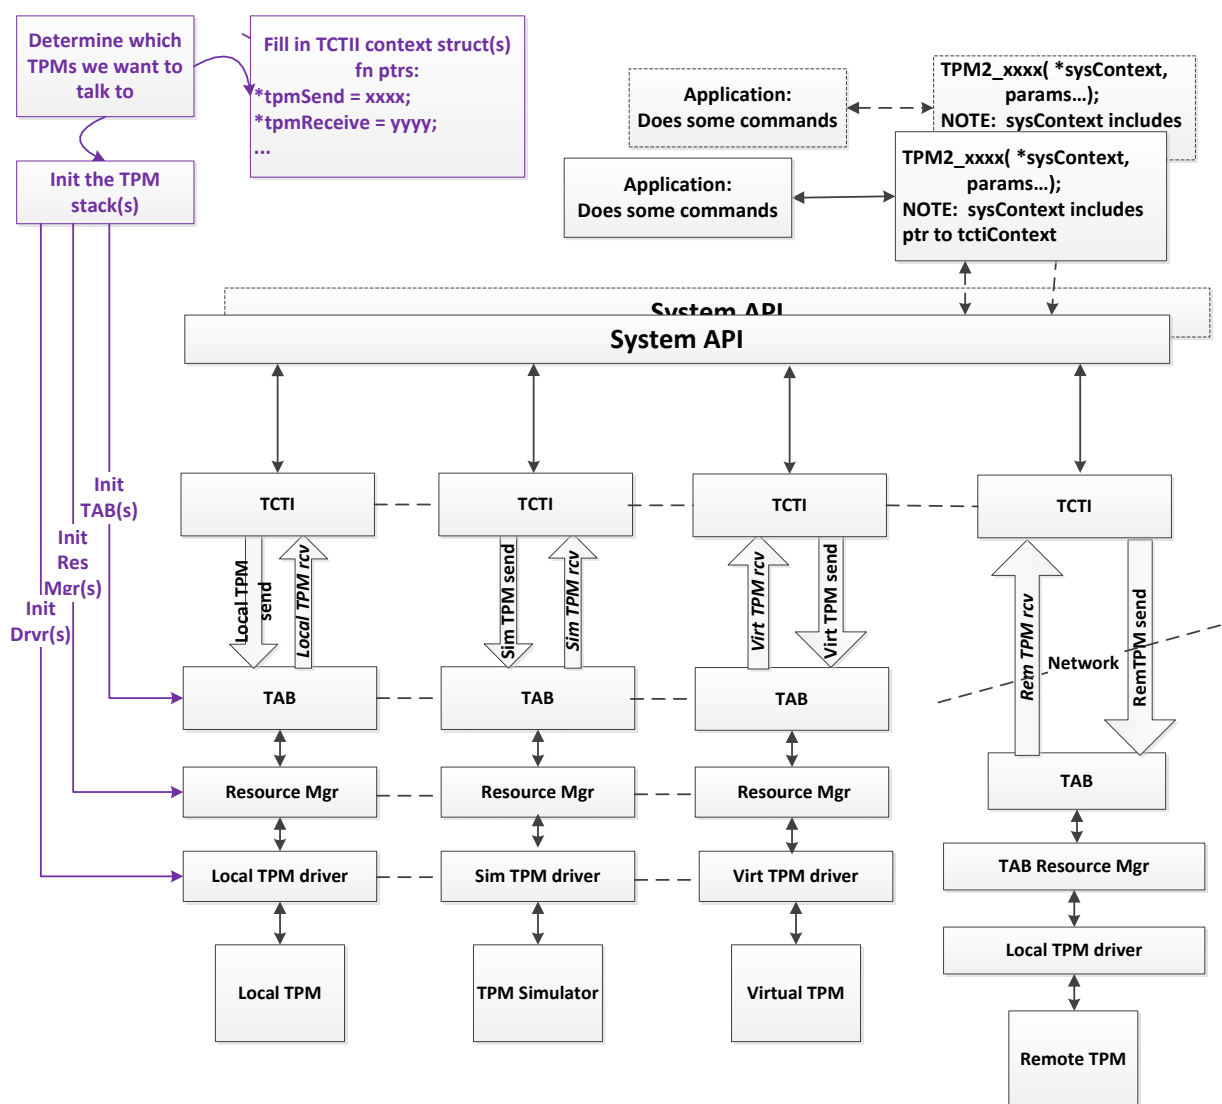 Determine which
TPMs we want to
talk to
Fill in TCTII context struct(s)
fn ptrs:
*tpmSend = xxxx;
*tpmReceive = yyyy;
...
Application:
Does some commands
TPM2_xxxx( *sysContext,
params...);
NOTE:  sysContext includes
Init the TPM
stack(s)
Application:
Does some commands
TPM2_xxxx( *sysContext,
params...);
NOTE:  sysContext includes
ptr to tctiContext
System API
System API
Init
TAB(s)
Init
Res
Mgr(s)
Init
Drvr(s)
TCTI
TCTI
TCTI
TCTI
Local TPM
send
Local TPM rcv
Sim TPM send
Sim TPM rcv
Virt TPM rcv
Virt TPM send
Rem TPM rcv
Network
RemTPM send
TAB
TAB
TAB
TAB
Resource Mgr
Resource Mgr
Resource Mgr
TAB Resource Mgr
Local TPM driver
Sim TPM driver
Virt TPM driver
Local TPM driver
Local TPM
TPM Simulator
Virtual TPM
Remote TPM